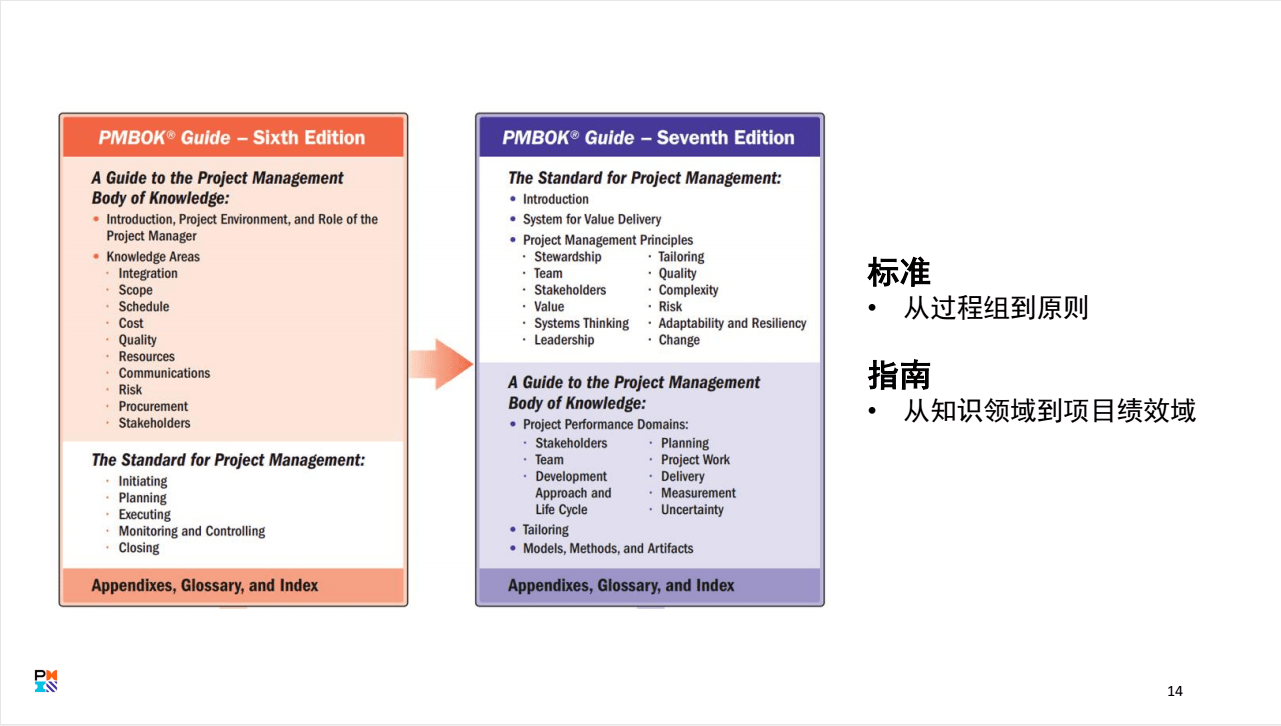 PMBOK® Guide – Sixth Edition
A Guide to the Project Management
Body of Knowledge:
• Introduction, Project Environment, and Role of the
Project Manager
• Knowledge Areas
· Integration
· Scope
· Schedule
· Cost
· Quality
· Resources
· Communications
· Risk
· Procurement
· Stakeholders
The Standard for Project Management:
· Initiating
· Planning
· Executing
· Monitoring and Controlling
· Closing
Appendixes, Glossary, and Index
PMBOK® Guide – Seventh Edition
The Standard for Project Management:
• Introduction
• System for Value Delivery
• Project Management Principles
· Stewardship
· Team
· Stakeholders
· Value
· Systems Thinking
· Leadership
· Tailoring
· Quality
· Complexity
· Risk
· Adaptability and Resiliency
· Change
A Guide to the Project Management
Body of Knowledge:
• Project Performance Domains:
· Stakeholders
· Team
· Development
Approach and
Life Cycle
· Planning
· Project Work
· Delivery
· Measurement
· Uncertainty
• Tailoring
• Models, Methods, and Artifacts
Appendixes, Glossary, and Index
标准
• 从过程组到原则
指南
• 从知识领域到项目绩效域
14